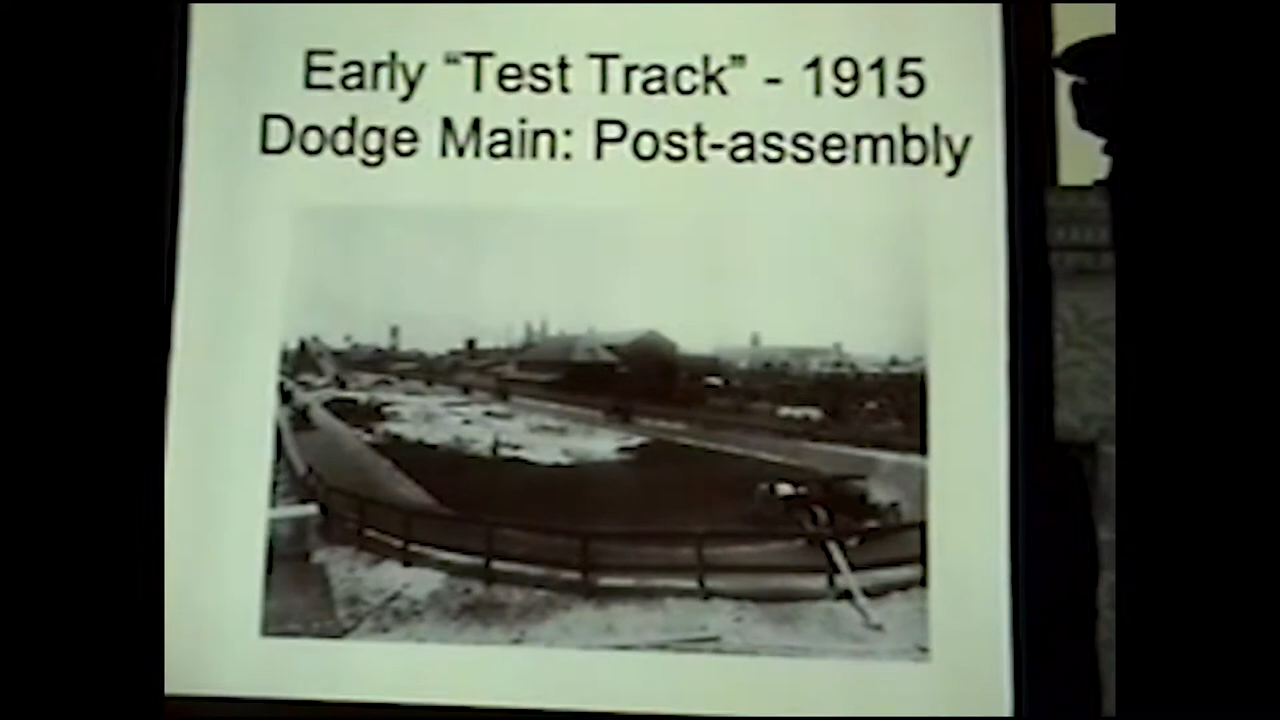 Early “Test Track” - 1915
Dodge Main: Post-assembly